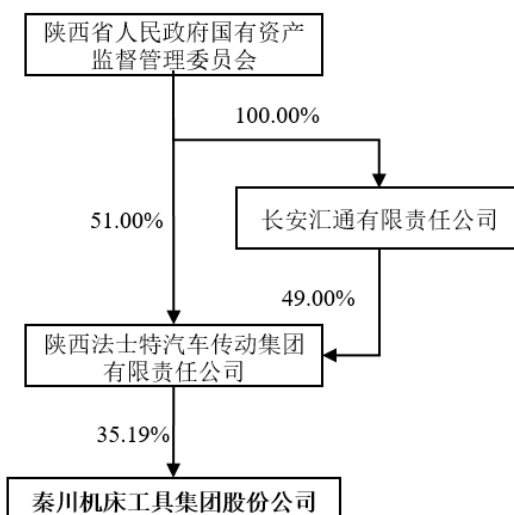 陕西省人民政府国有资产
监督管理委员会
100.00%
长安汇通有限责任公司
51.00%
49.00%
陕西法士特汽车传动集团
有限责任公司
35.19%
秦川机床工具集团股份公司